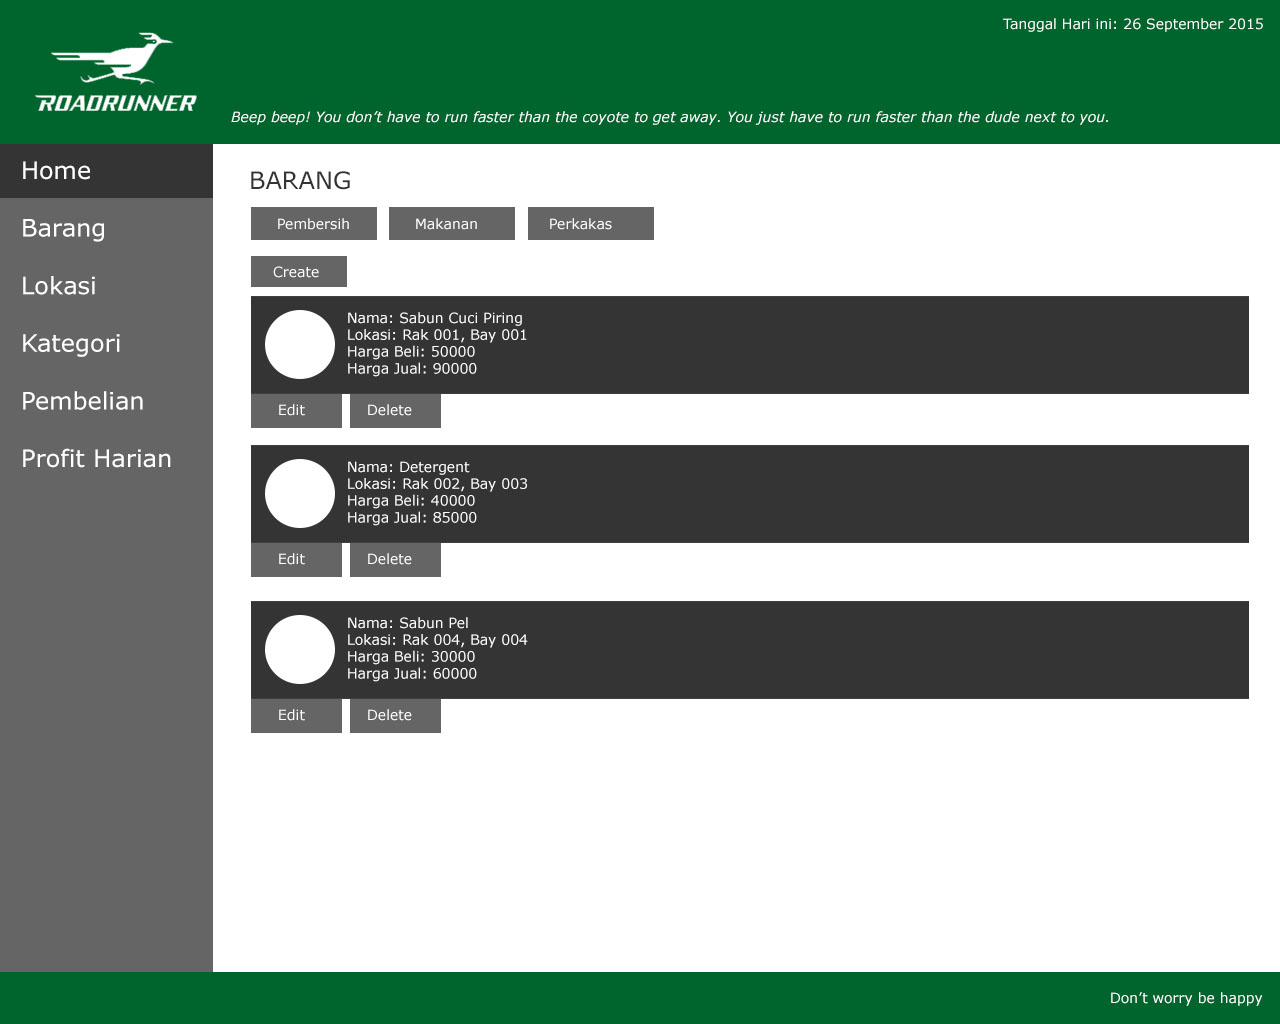 Tanggal Hari ini: 26 September 2015
ROADRUNNER
Beep beep! You don’t have to run faster than the coyote to get away. You just have to run faster than the dude next to you.
Home
Barang
Lokasi
Kategori
Pembelian
Profit Harian
BARANG
Pembersih Makanan Perkakas
Create
Nama: Sabun Cuci Piring
Lokasi: Rak 001, Bay 001
Harga Beli: 50000
Harga Jual: 90000
Edit Delete
Nama: Detergent
Lokasi: Rak 002, Bay 003
Harga Beli: 40000
Harga Jual: 85000
Edit Delete
Nama: Sabun Pel
Lokasi: Rak 004, Bay 004
Harga Beli: 30000
Harga Jual: 60000
Edit Delete
Don’t worry be happy